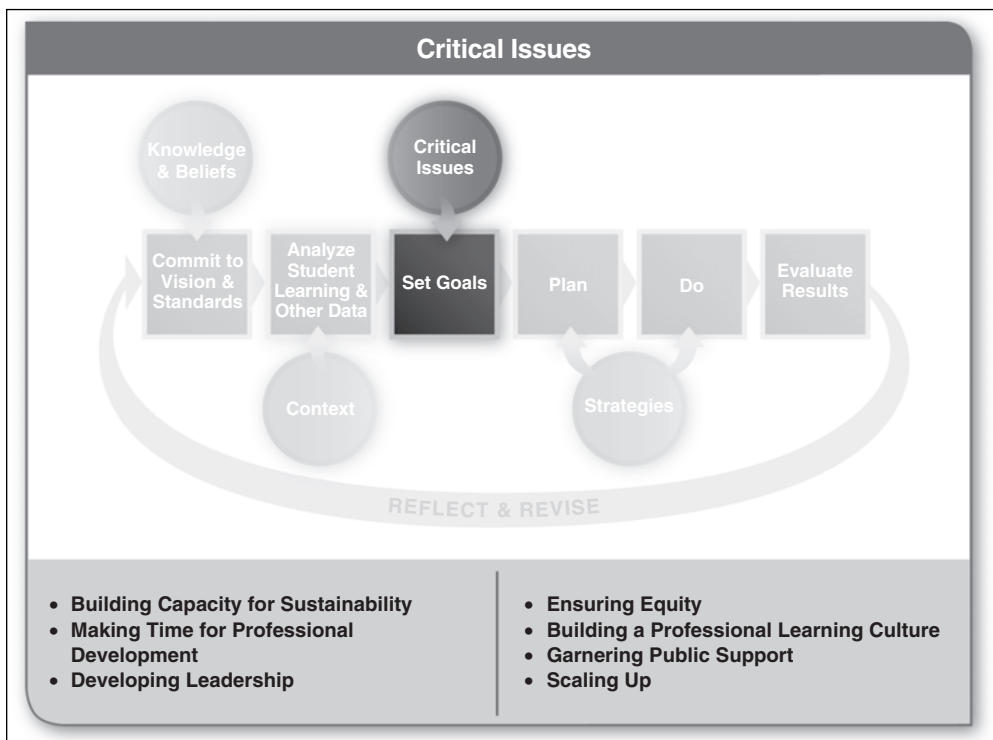 Critical Issues
Knowledge
& Beliefs
Critical
Issues
Commit to
Vision &
Standards
Analyze
Student
Learning &
Other Data
Set Goals
Plan
Do
Evaluate
Results
Context
Strategies
REFLECT & REVISE
• Building Capacity for Sustainability
• Making Time for Professional
Development
• Developing Leadership
• Ensuring Equity
• Building a Professional Learning Culture
• Garnering Public Support
• Scaling Up